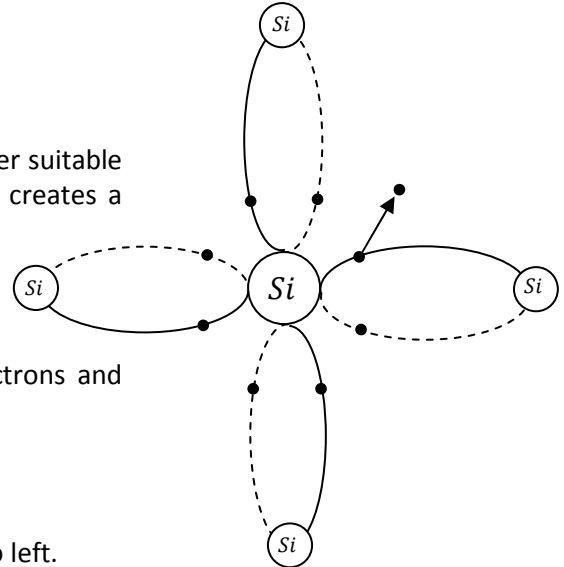 Si
er suitable
creates a
Si
Si
Si
ctrons and
Si
o left.